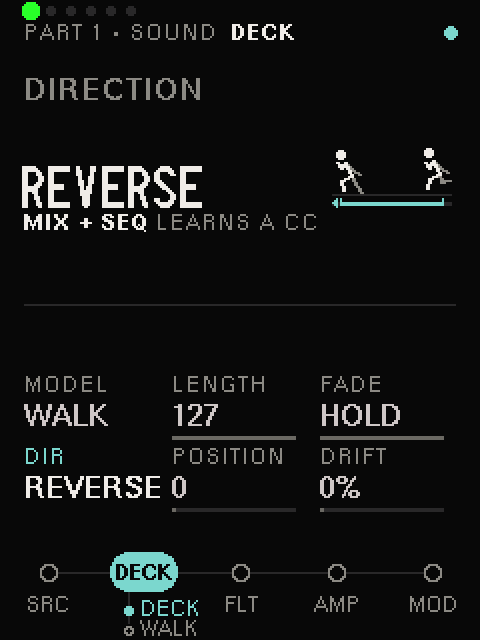 PART 1 · SOUND DECK
DIRECTION
REVERSE
MIX + SEQ LEARNS A CC
MODEL LENGTH FADE
WALK 127 HOLD
DIR POSITION DRIFT
REVERSE 0 0%
SRC DECK FLT AMP MOD
DECK
WALK